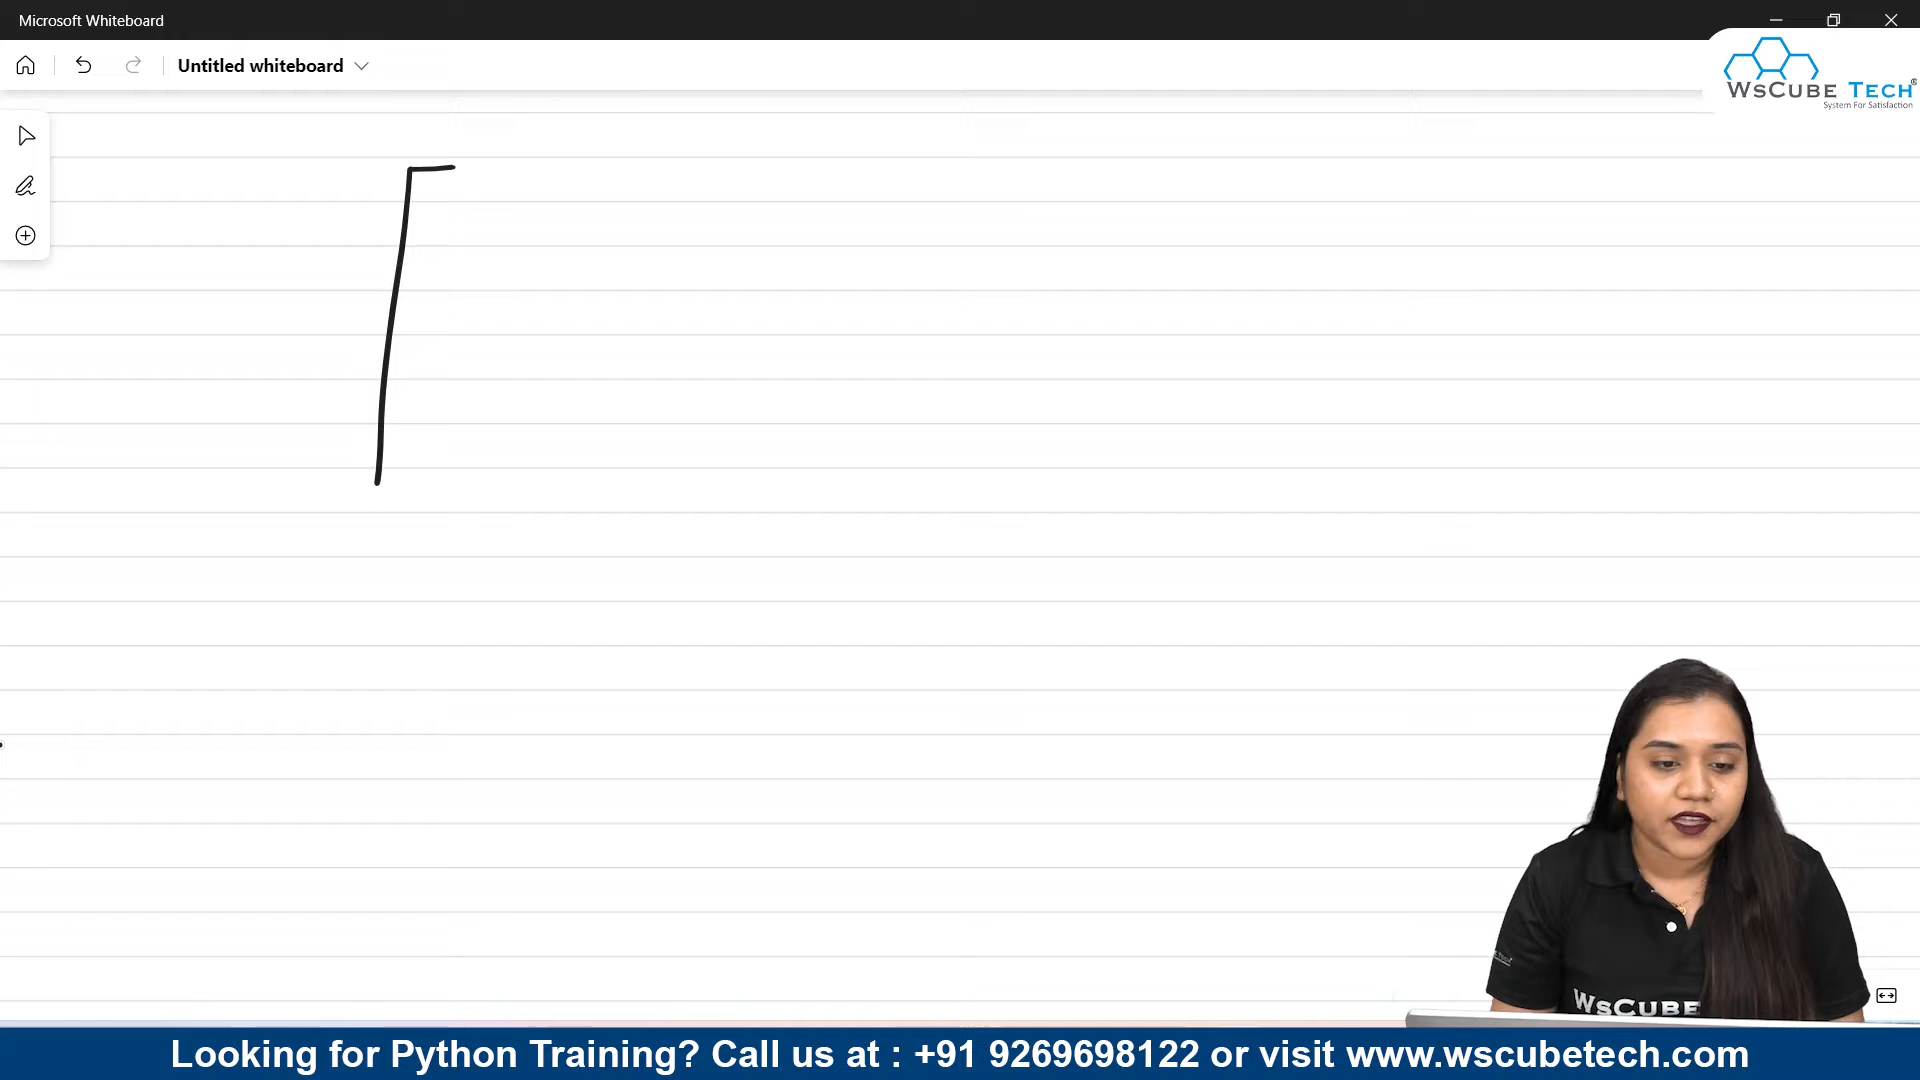 Microsoft Whiteboard
Untitled whiteboard
WSCUBE TECH®
System For Satisfaction
WSCUBE
Looking for Python Training? Call us at : +91 9269698122 or visit www.wscubetech.com